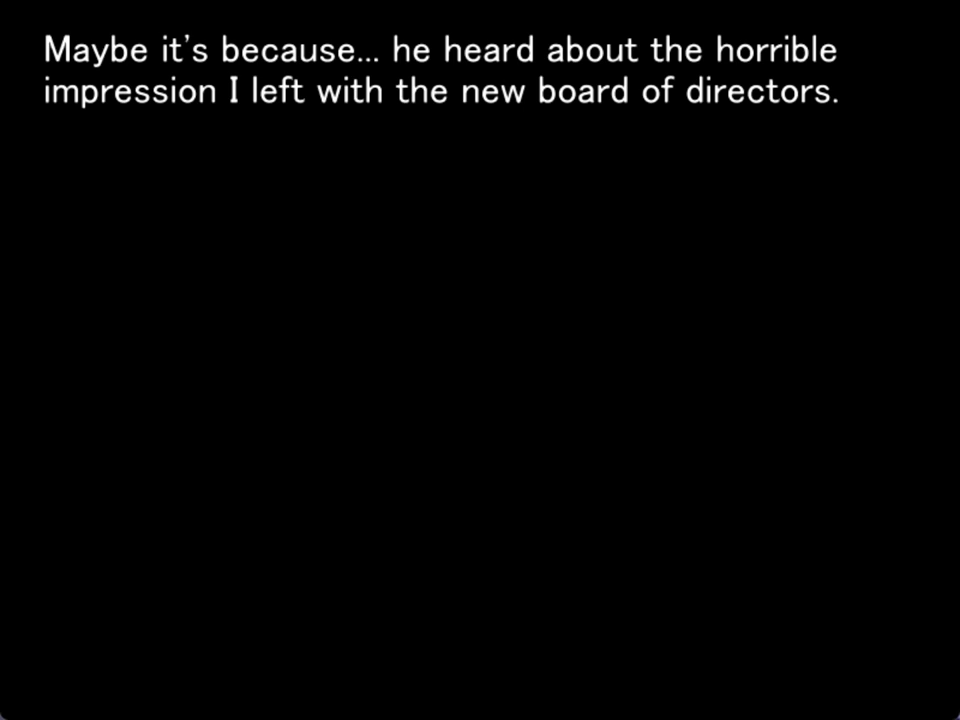 Maybe it's because... he heard about the horrible
impression I left with the new board of directors.